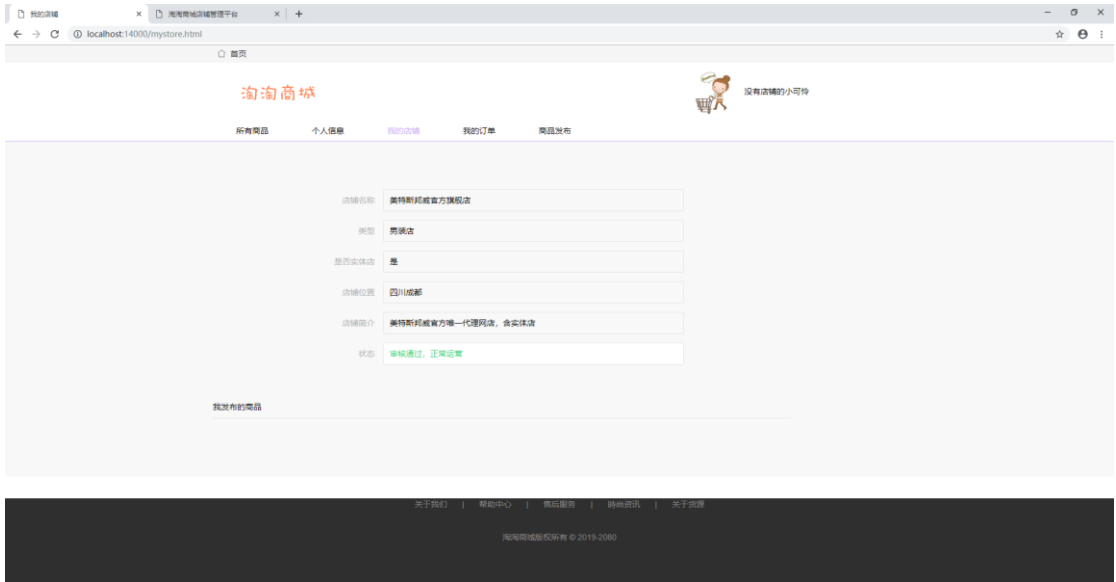 我的店铺 淘淘商城店铺管理平台
localhost:14000/mystore.html
首页
淘淘商城 没有店铺的小可怜
所有商品 个人信息 我的店铺 我的订单 商品发布
店铺名称 美特斯邦威官方旗舰店
类型 男装店
是否实体店 是
店铺位置 四川成都
店铺简介 美特斯邦威官方唯一代理网店，含实体店
状态 审核通过，正常运营
我发布的商品
关于我们 | 帮助中心 | 售后服务 | 時尚资讯 | 关于货源
淘淘商城版权所有 © 2019-2080